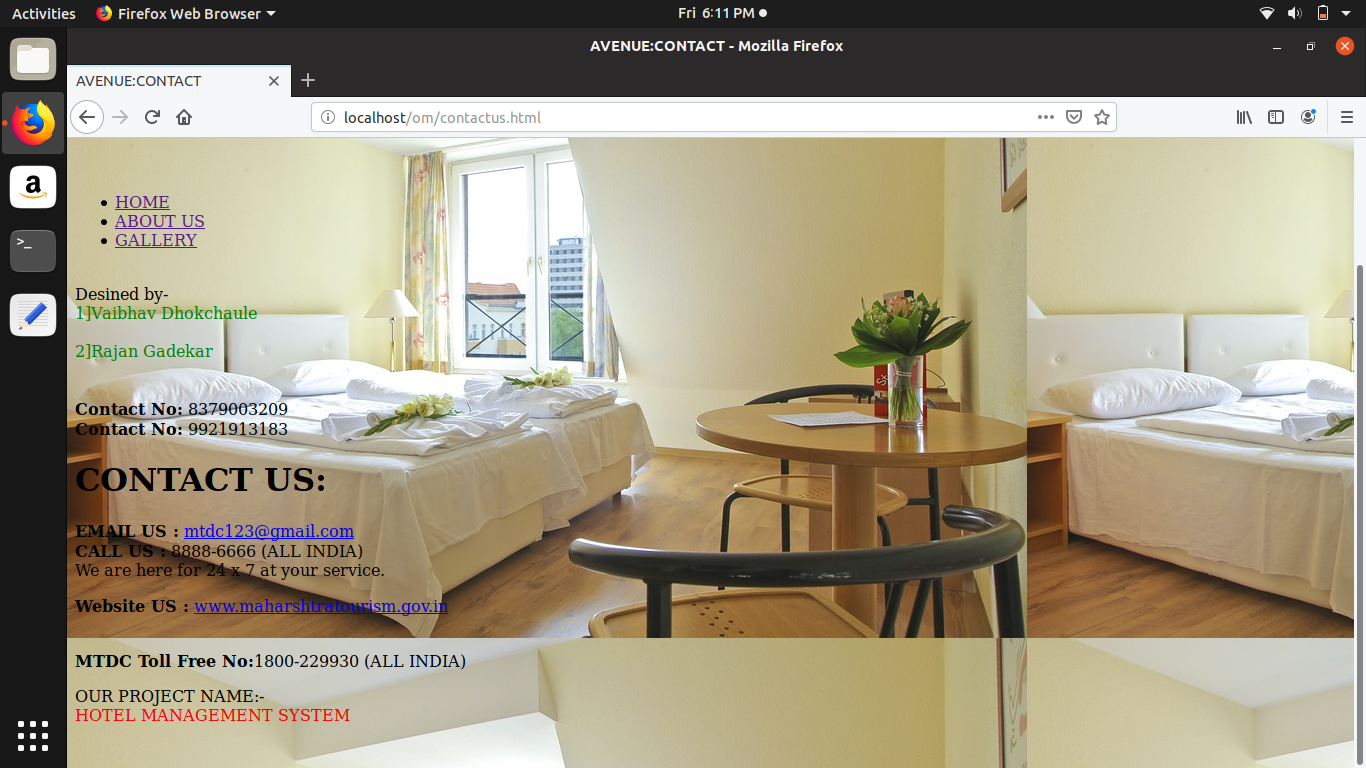 Activities Firefox Web Browser Fri 6:11 PM
AVENUE:CONTACT - Mozilla Firefox
AVENUE:CONTACT
localhost/om/contactus.html
HOME
ABOUT US
GALLERY
Desined by-
1]Vaibhav Dhokchaule
2]Rajan Gadekar
Contact No: 8379003209
Contact No: 9921913183
CONTACT US:
EMAIL US : mtdc123@gmail.com
CALL US : 8888-6666 (ALL INDIA)
We are here for 24 x 7 at your service.
Website US : www.maharshtratourism.gov.in
MTDC Toll Free No:1800-229930 (ALL INDIA)
OUR PROJECT NAME:-
HOTEL MANAGEMENT SYSTEM